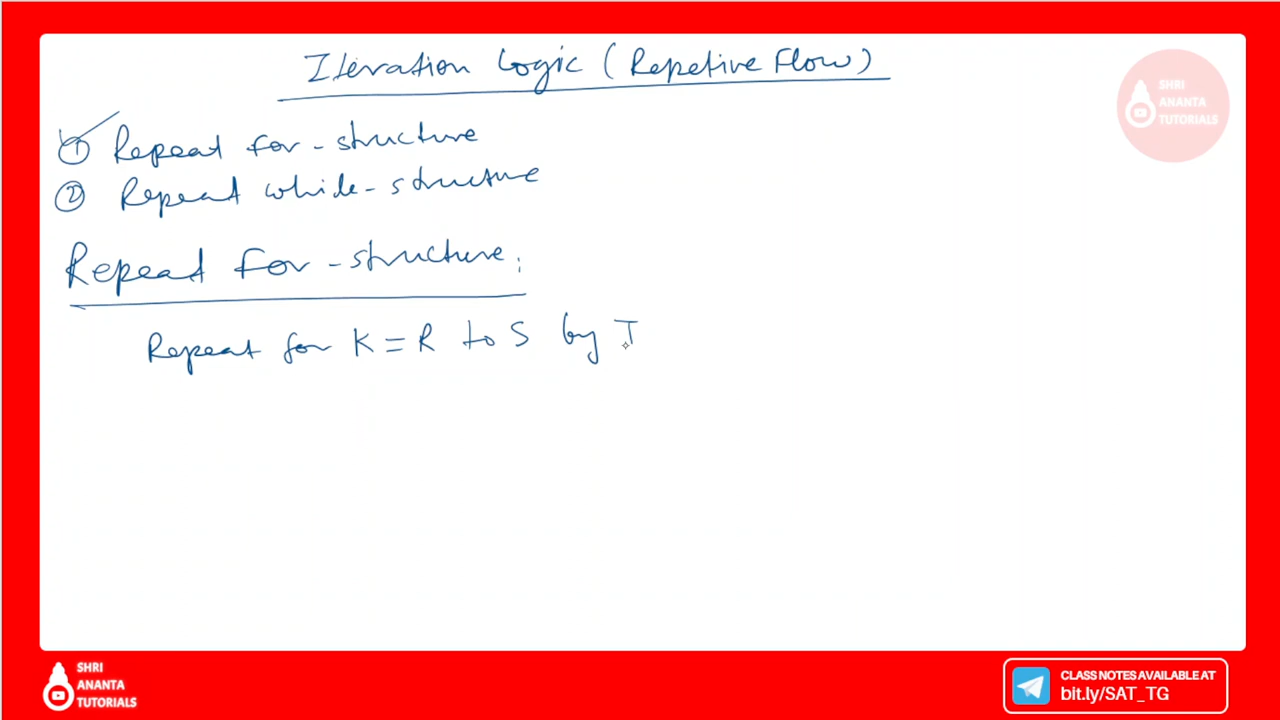 Iteration Logic (Repetive Flow)
SHRI
ANANTA
TUTORIALS
① Repeat for-structure
② Repeat while-structure
Repeat for-structure:
Repeat for K = R to S by T
SHRI
ANANTA
TUTORIALS
CLASS NOTES AVAILABLE AT
bit.ly/SAT_TG